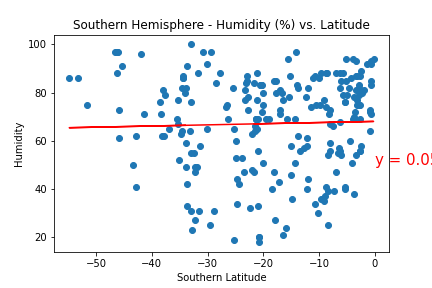 Southern Hemisphere - Humidity (%) vs. Latitude
100
80
60
40
20
Humidity
y = 0.05
−50
−40
−30
−20
−10
0
Southern Latitude